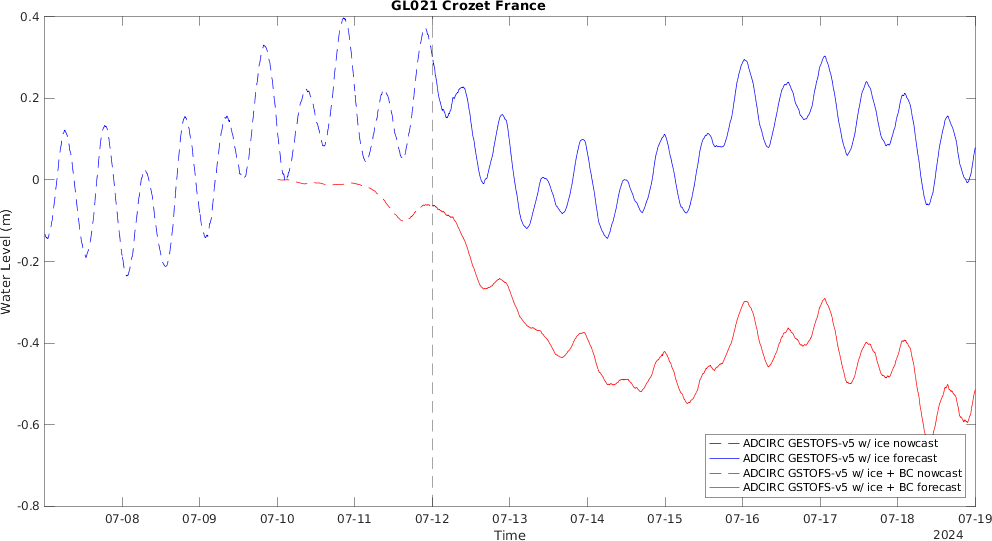 GL021 Crozet France
0.4
0.2
0
-0.2
-0.4
-0.6
-0.8
Water Level (m)
ADCIRC GESTOFS-v5 w/ ice nowcast
ADCIRC GESTOFS-v5 w/ ice forecast
ADCIRC GSTOFS-v5 w/ ice + BC nowcast
ADCIRC GSTOFS-v5 w/ ice + BC forecast
07-08 07-09 07-10 07-11 07-12 07-13 07-14 07-15 07-16 07-17 07-18 07-19
Time
2024